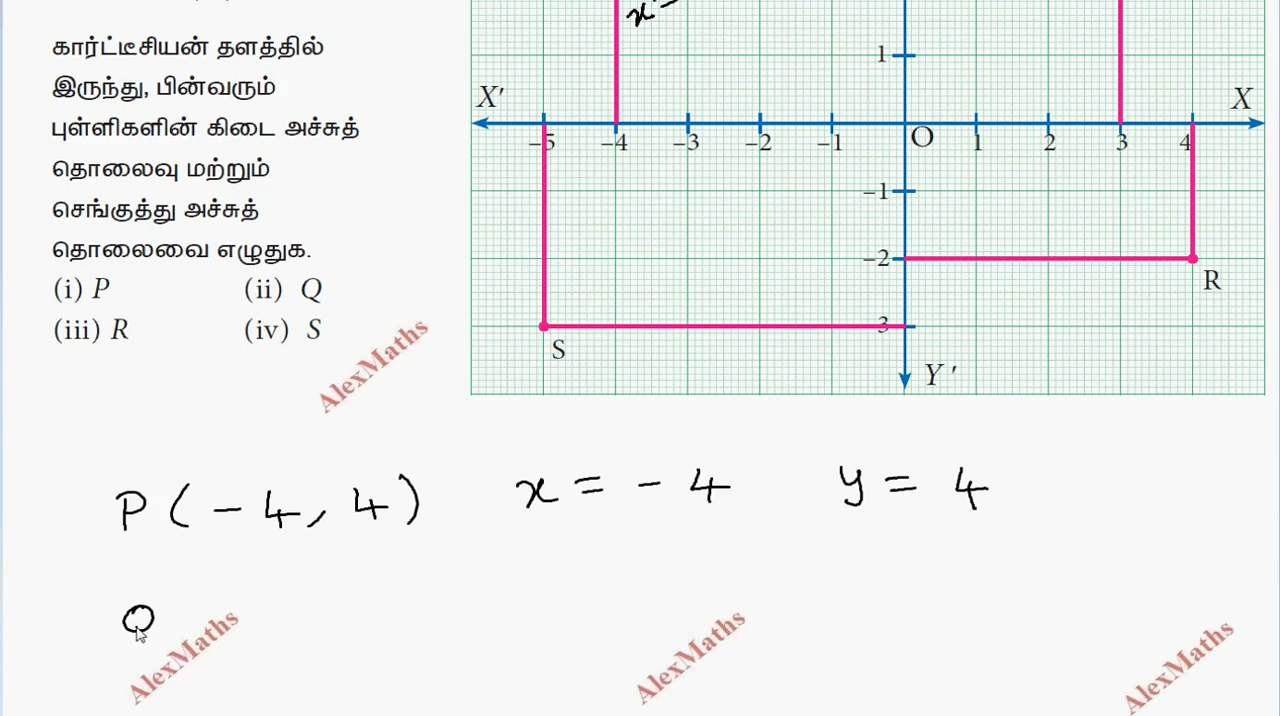 x =
கார்ட்டீசியன் தளத்தில்
இருந்து, பின்வரும்
புள்ளிகளின் கிடை அச்சுத்
தொலைவு மற்றும்
செங்குத்து அச்சுத்
தொலைவை எழுதுக.
(i) P (ii) Q
(iii) R (iv) S
1
X' X
–5 –4 –3 –2 –1 O 1 2 3 4
–1
–2
R
3
S
Y'
AlexMaths
P (-4, 4) x = -4 y = 4
Q
AlexMaths AlexMaths AlexMaths